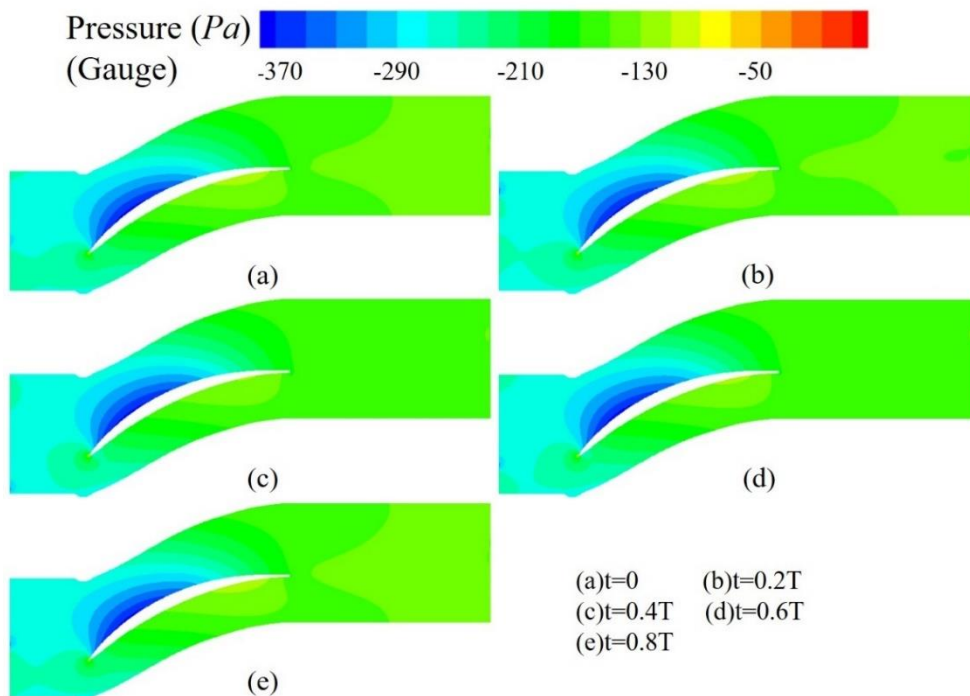 Pressure (Pa)
(Gauge)
-370 -290 -210 -130 -50
(a) (b)
(c) (d)
(e)
(a)t=0 (b)t=0.2T
(c)t=0.4T (d)t=0.6T
(e)t=0.8T